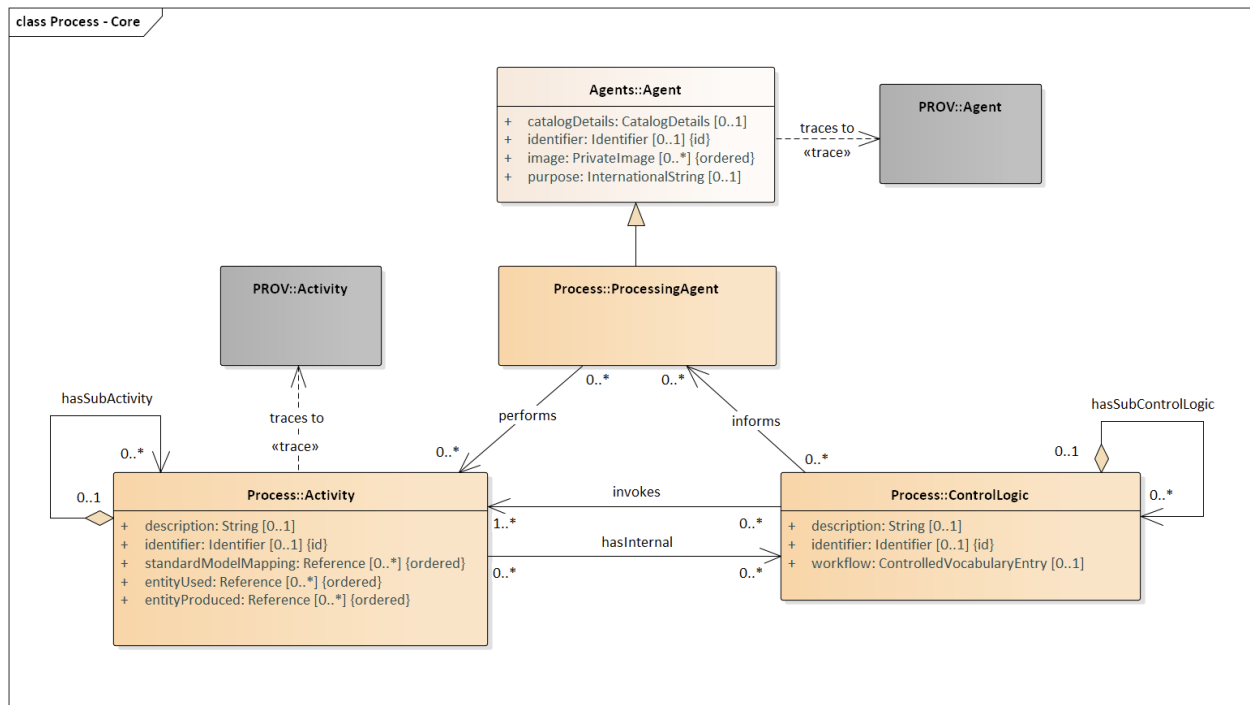 class Process - Core
Agents::Agent
+ catalogDetails: CatalogDetails [0..1]
+ identifier: Identifier [0..1] {id}
+ image: PrivateImage [0..*] {ordered}
+ purpose: InternationalString [0..1]
traces to
«trace»
PROV::Agent
PROV::Activity
Process::ProcessingAgent
traces to
«trace»
0..*
0..*
performs
informs
0..*
0..*
hasSubActivity
0..*
0..1
hasSubControlLogic
0..1
0..*
Process::Activity
+ description: String [0..1]
+ identifier: Identifier [0..1] {id}
+ standardModelMapping: Reference [0..*] {ordered}
+ entityUsed: Reference [0..*] {ordered}
+ entityProduced: Reference [0..*] {ordered}
invokes
1..*
0..*
hasInternal
0..*
0..*
Process::ControlLogic
+ description: String [0..1]
+ identifier: Identifier [0..1] {id}
+ workflow: ControlledVocabularyEntry [0..1]